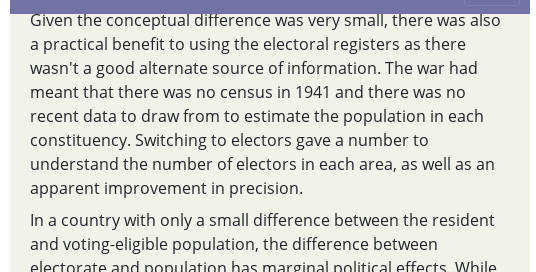 Given the conceptual difference was very small, there was also
a practical benefit to using the electoral registers as there
wasn't a good alternate source of information. The war had
meant that there was no census in 1941 and there was no
recent data to draw from to estimate the population in each
constituency. Switching to electors gave a number to
understand the number of electors in each area, as well as an
apparent improvement in precision.
In a country with only a small difference between the resident
and voting-eligible population, the difference between
electorate and population has marginal political effects. While